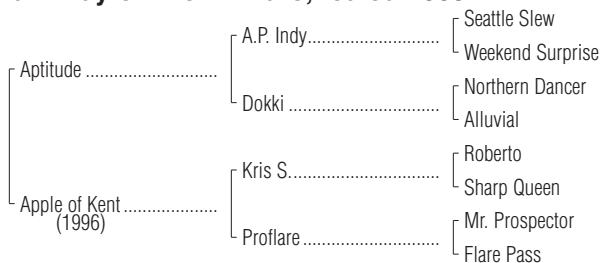 Seattle Slew
A.P. Indy
Weekend Surprise
Aptitude
Northern Dancer
Dokki
Alluvial
Roberto
Kris S.
Sharp Queen
Apple of Kent
(1996)
Mr. Prospector
Proflare
Flare Pass